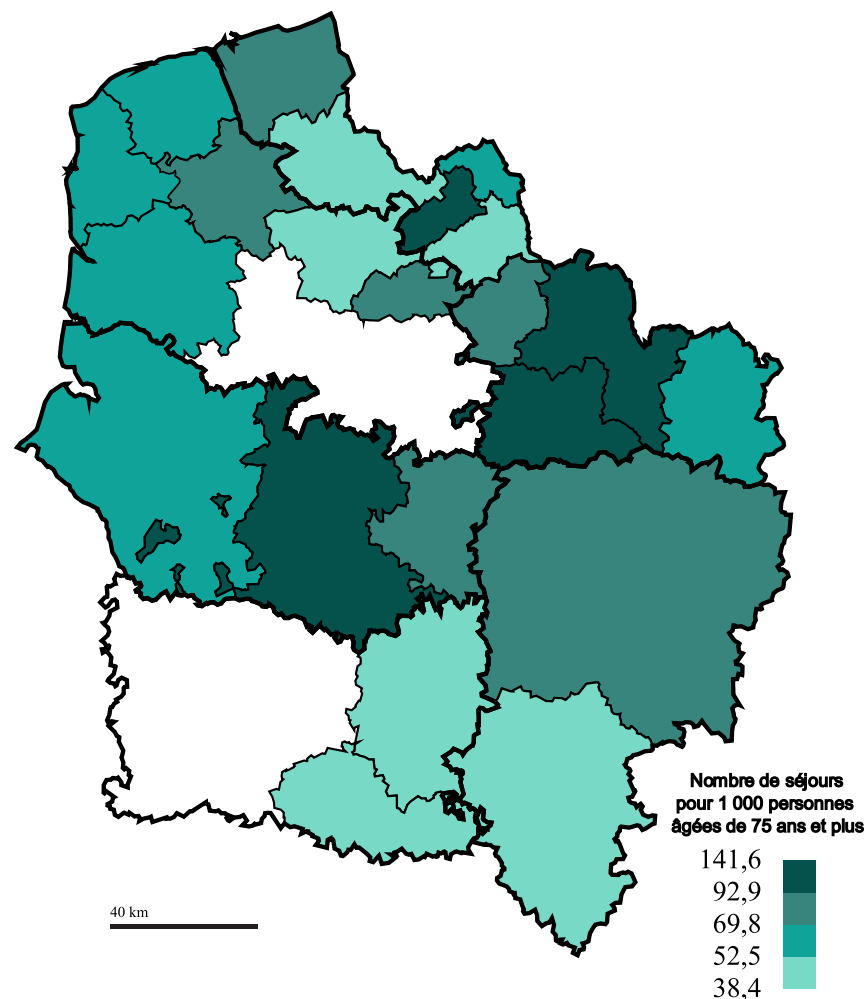 Nombre de séjours
pour 1 000 personnes
âgées de 75 ans et plus
141,6
92,9
69,8
52,5
38,4
40 km